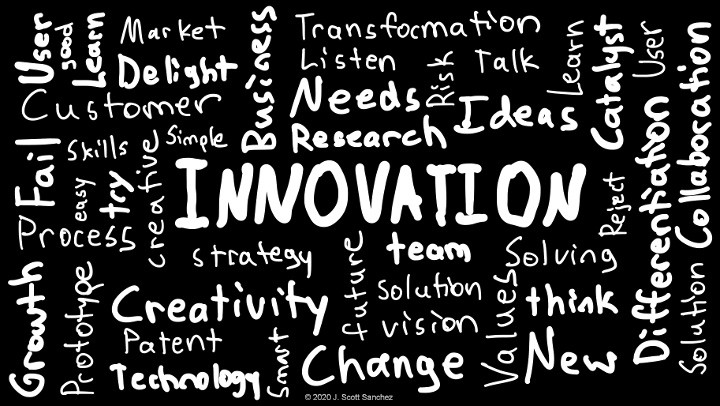 User
good
Learn
Market
Delight
Customer
Business
Transformation
Listen
Risk
Talk
Learn
Catalyst
User
Collaboration
Needs
Ideas
Research
Fail
Skills
Simple
easy
try
creative
Process
INNOVATION
Reject
Differentiation
strategy
future
team
Solving
Growth
Prototype
Creativity
solution
Values
think
Solution
Patent
vision
Smart
Technology
Change
New
© 2020 J. Scott Sanchez